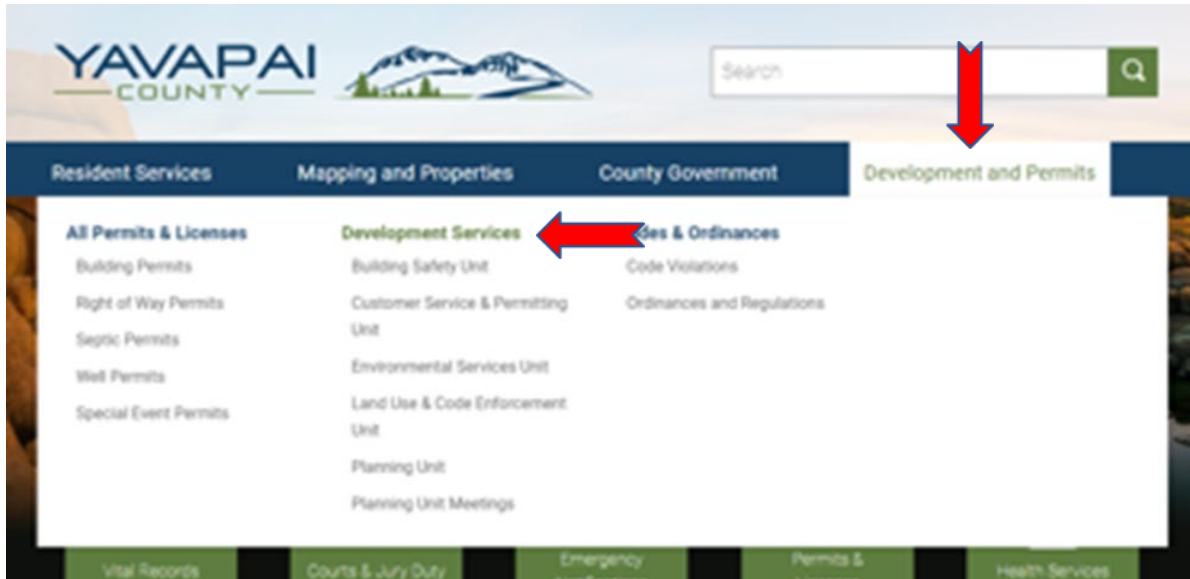 YAVAPAI
COUNTY
Search
Resident Services
Mapping and Properties
County Government
Development and Permits
All Permits & Licenses
Building Permits
Right of Way Permits
Septic Permits
Well Permits
Special Event Permits
Development Services
Building Safety Unit
Customer Service & Permitting
Unit
Environmental Services Unit
Land Use & Code Enforcement
Unit
Planning Unit
Planning Unit Meetings
des & Ordinances
Code Violations
Ordinances and Regulations
Vital Records
Courts & Jury Duty
Emergency
Permits &
Health Services